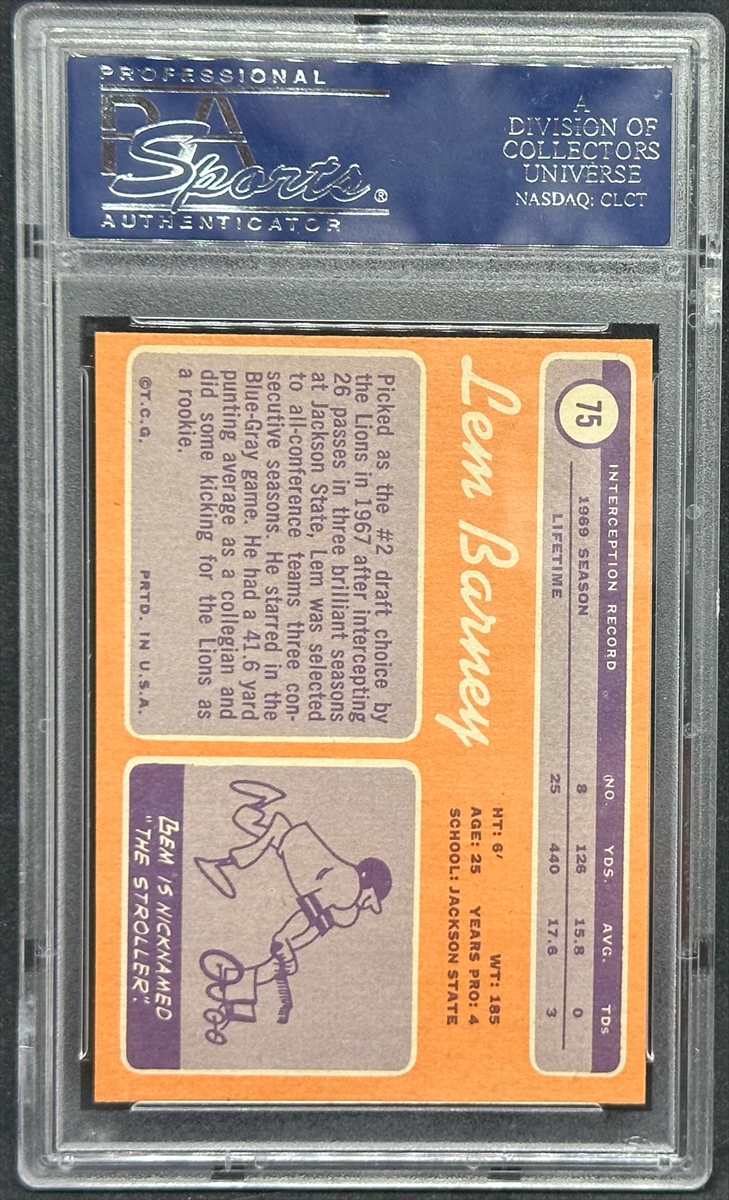 PROFESSIONAL
PSA
Sports®
AUTHENTICATOR
A
DIVISION OF
COLLECTORS
UNIVERSE
NASDAQ: CLCT
75
INTERCEPTION RECORD NO. YDS. AVG. TDs
1969 SEASON 8 126 15.8 0
LIFETIME 25 440 17.6 3
Lem Barney
HT: 6' WT: 185
AGE: 25 YEARS PRO: 4
SCHOOL: JACKSON STATE
Picked as the #2 draft choice by
the Lions in 1967 after intercepting
26 passes in three brilliant seasons
at Jackson State, Lem was selected
to all-conference teams three con-
secutive seasons. He starred in the
Blue-Gray game. He had a 41.6 yard
punting average as a collegian and
did some kicking for the Lions as
a rookie.
©T.C.G. PRTD. IN U.S.A.
LEM IS NICKNAMED
"THE STROLLER".